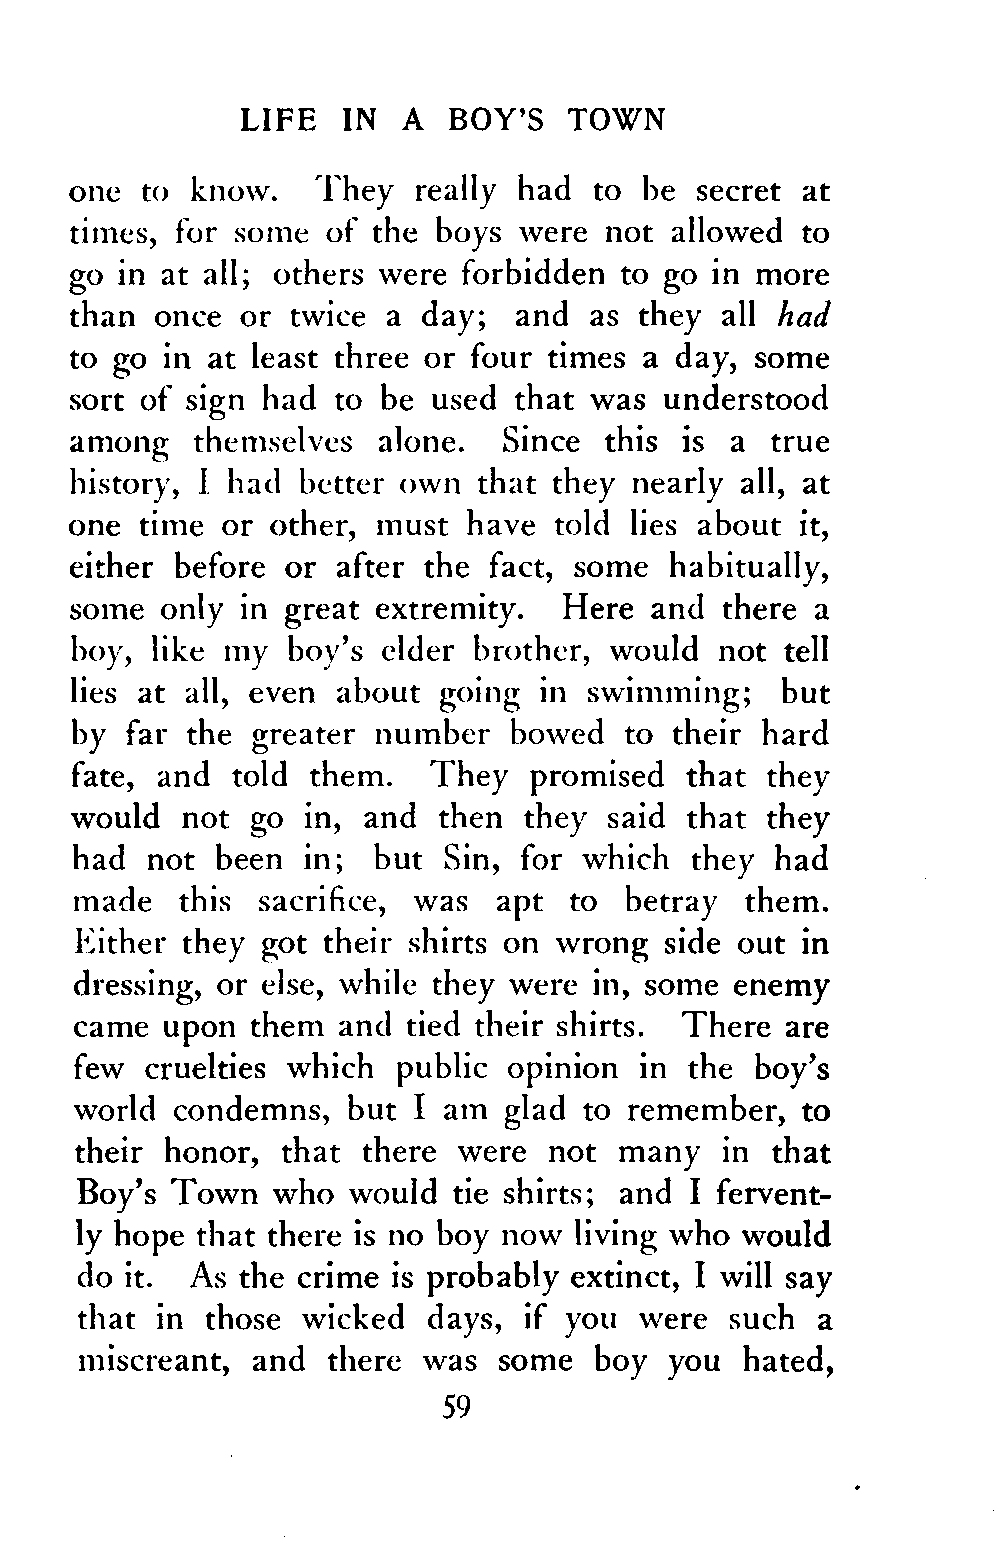 LIFE IN A BOY'S TOWN
one to know. They really had to be secret at
times, for some of the boys were not allowed to
go in at all; others were forbidden to go in more
than once or twice a day; and as they all had
to go in at least three or four times a day, some
sort of sign had to be used that was understood
among themselves alone. Since this is a true
history, I had better own that they nearly all, at
one time or other, must have told lies about it,
either before or after the fact, some habitually,
some only in great extremity. Here and there a
boy, like my boy's elder brother, would not tell
lies at all, even about going in swimming; but
by far the greater number bowed to their hard
fate, and told them. They promised that they
would not go in, and then they said that they
had not been in; but Sin, for which they had
made this sacrifice, was apt to betray them.
Either they got their shirts on wrong side out in
dressing, or else, while they were in, some enemy
came upon them and tied their shirts. There are
few cruelties which public opinion in the boy's
world condemns, but I am glad to remember, to
their honor, that there were not many in that
Boy's Town who would tie shirts; and I fervent-
ly hope that there is no boy now living who would
do it. As the crime is probably extinct, I will say
that in those wicked days, if you were such a
miscreant, and there was some boy you hated,
59